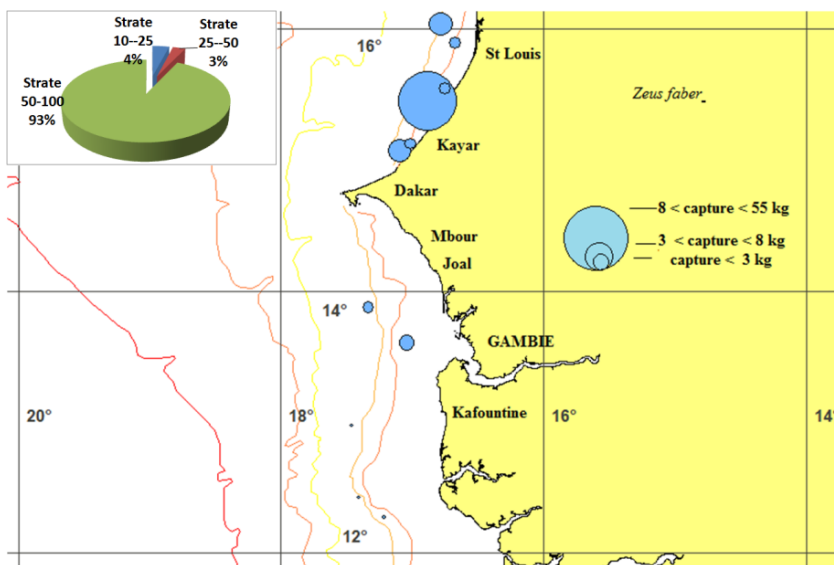 Strate
10--25
4%
Strate
25--50
3%
Strate
50-100
93%
16°
St Louis
Zeus faber
Kayar
Dakar
8 < capture < 55 kg
Mbour
3 < capture < 8 kg
Joal
capture < 3 kg
14°
GAMBIE
20°
18°
Kafountine
16°
14°
12°